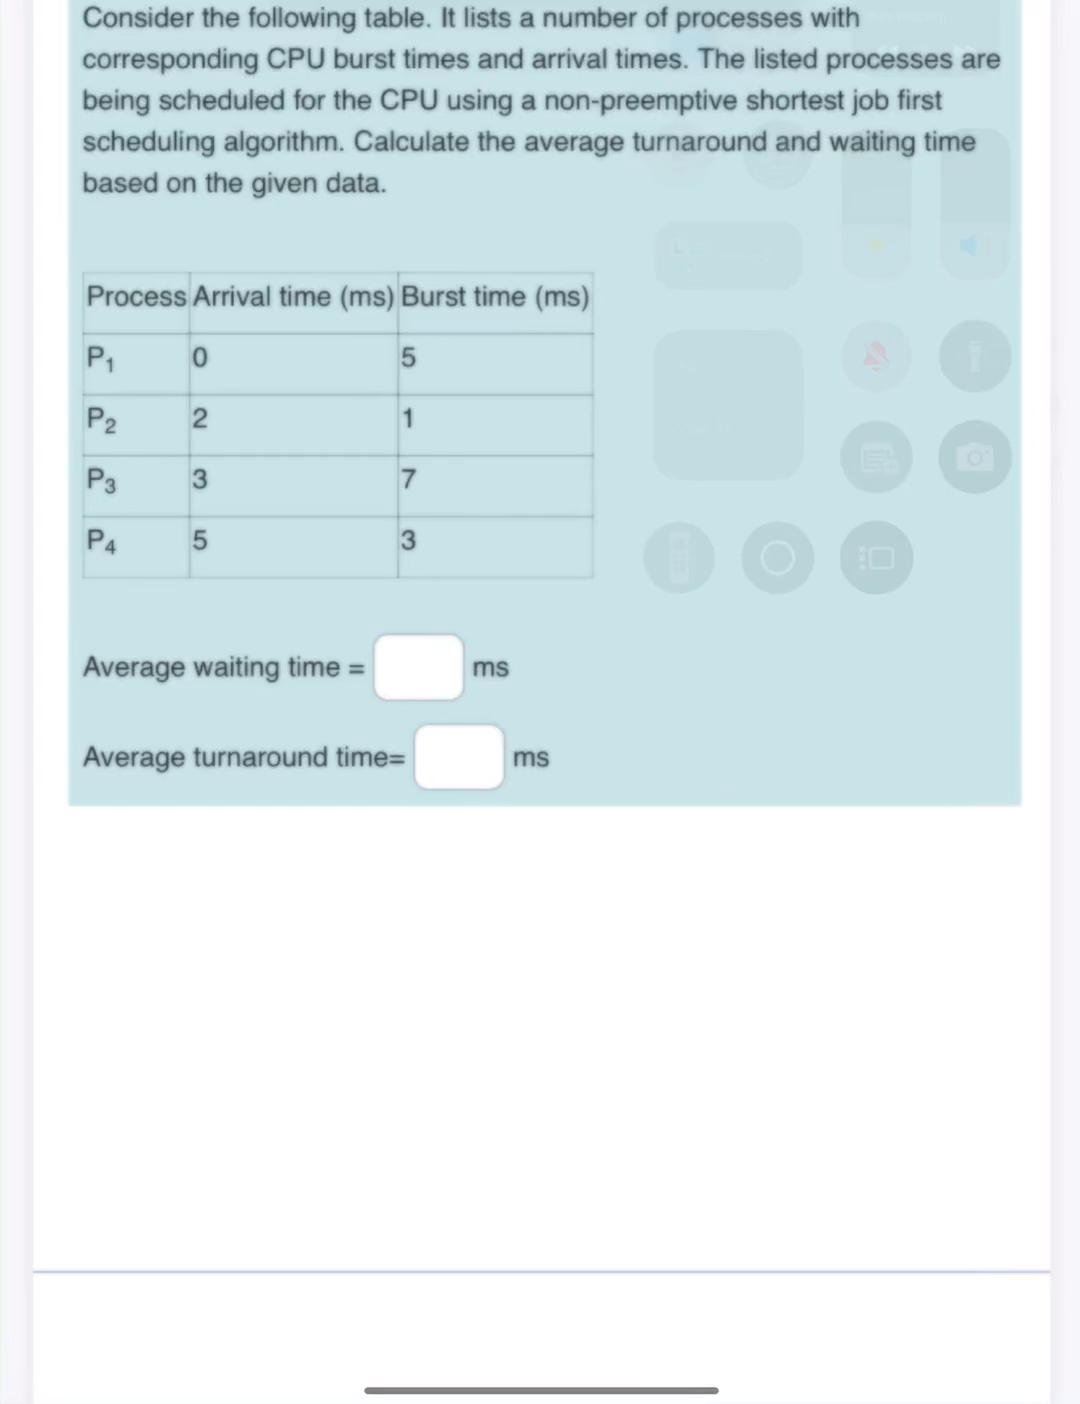 Consider the following table. It lists a number of processes with
corresponding CPU burst times and arrival times. The listed processes are
being scheduled for the CPU using a non-preemptive shortest job first
scheduling algorithm. Calculate the average turnaround and waiting time
based on the given data.
Process Arrival time (ms) Burst time (ms)
P1 0 5
P2 2 1
P3 3 7
P4 5 3
Average waiting time = ms
Average turnaround time= ms